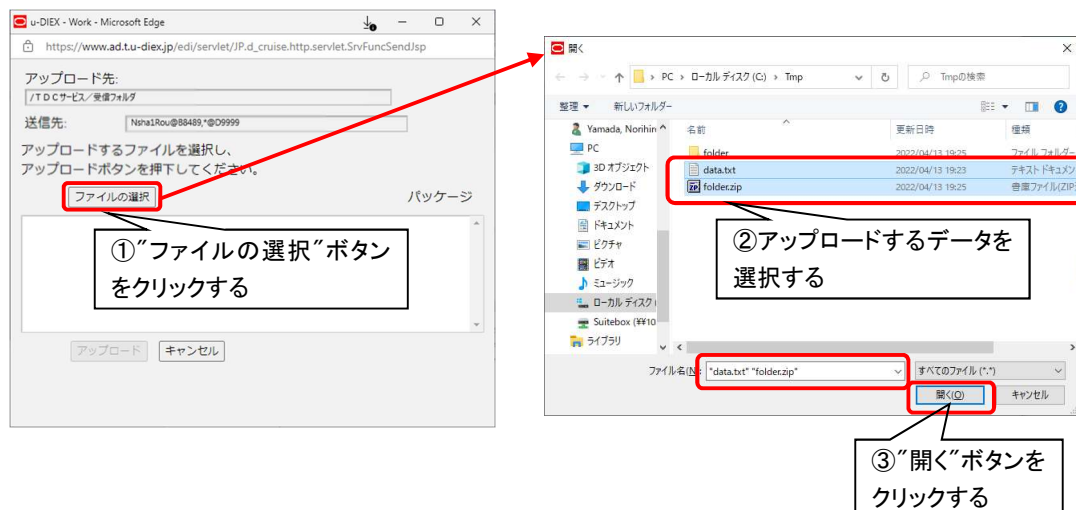 u-DIEX - Work - Microsoft Edge
https://www.ad.t.u-diex.jp/edi/servlet/JP.d_cruise.http.servlet.SrvFuncSendJsp
アップロード先:
/ＴＤＣサービス／受信フォルダ
送信先:
Nsha1Rou@B8489,*@D9999
アップロードするファイルを選択し、
アップロードボタンを押下してください。
ファイルの選択
パッケージ
①″ファイルの選択″ボタン
をクリックする
アップロード
キャンセル
開く
PC › ローカル ディスク (C:) › Tmp
Tmpの検索
整理
新しいフォルダー
Yamada, Norihin
PC
3D オブジェクト
ダウンロード
デスクトップ
ドキュメント
ピクチャ
ビデオ
ミュージック
ローカル ディスク (
Suitebox (¥¥10
ライブラリ
名前
更新日時
種類
folder
2022/04/13 19:25
ファイル フォルダー
data.txt
2022/04/13 19:23
テキスト ドキュメン
folder.zip
2022/04/13 19:25
書庫ファイル(ZIP
②アップロードするデータを
選択する
ファイル名(N):
"data.txt" "folder.zip"
すべてのファイル (*.*)
開く(O)
キャンセル
③″開く″ボタンを
クリックする